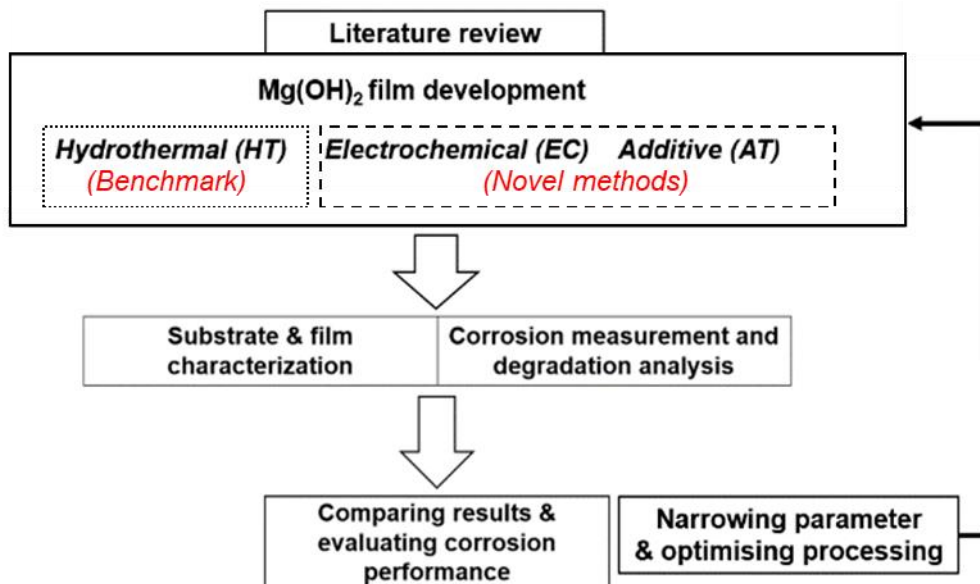 Literature review
Mg(OH)₂ film development
Hydrothermal (HT)
(Benchmark)
Electrochemical (EC) Additive (AT)
(Novel methods)
Substrate & film
characterization
Corrosion measurement and
degradation analysis
Comparing results &
evaluating corrosion
performance
Narrowing parameter
& optimising processing